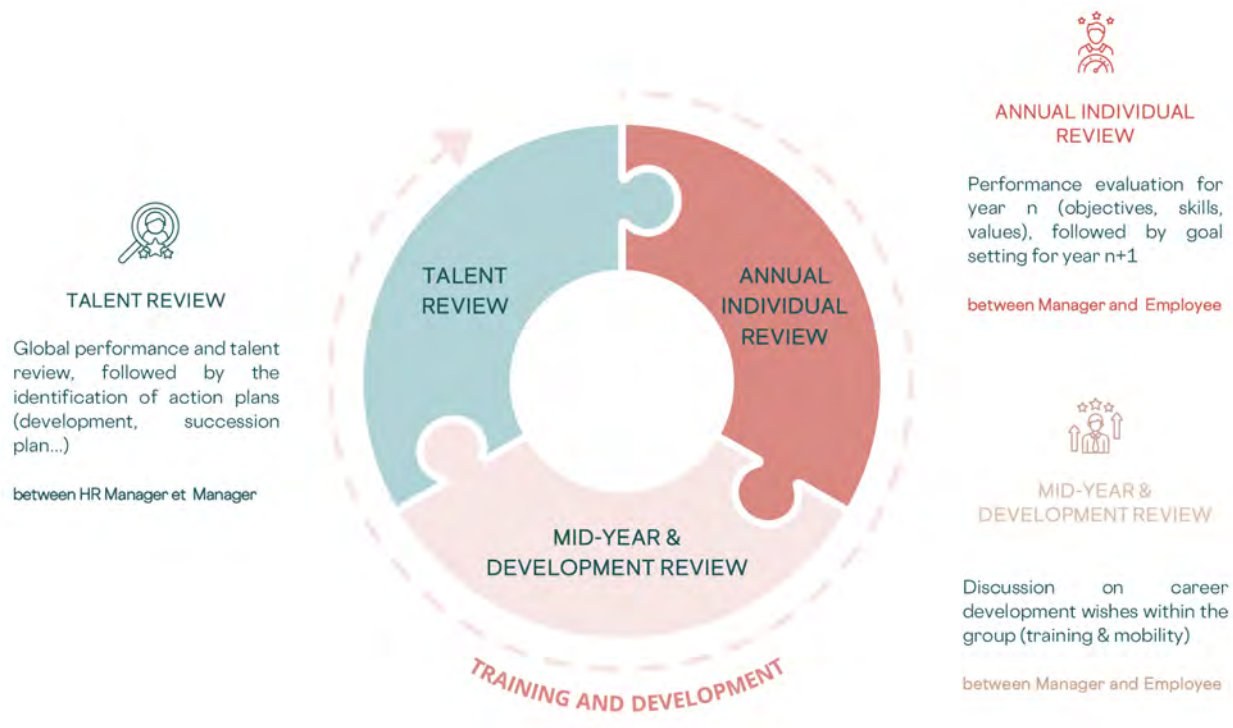 TALENT REVIEW
Global performance and talent
review, followed by the
identification of action plans
(development, succession
plan...)
between HR Manager et Manager
TALENT
REVIEW
ANNUAL
INDIVIDUAL
REVIEW
MID-YEAR &
DEVELOPMENT REVIEW
TRAINING AND DEVELOPMENT
ANNUAL INDIVIDUAL
REVIEW
Performance evaluation for
year n (objectives, skills,
values), followed by goal
setting for year n+1
between Manager and Employee
MID-YEAR &
DEVELOPMENT REVIEW
Discussion on career
development wishes within the
group (training & mobility)
between Manager and Employee